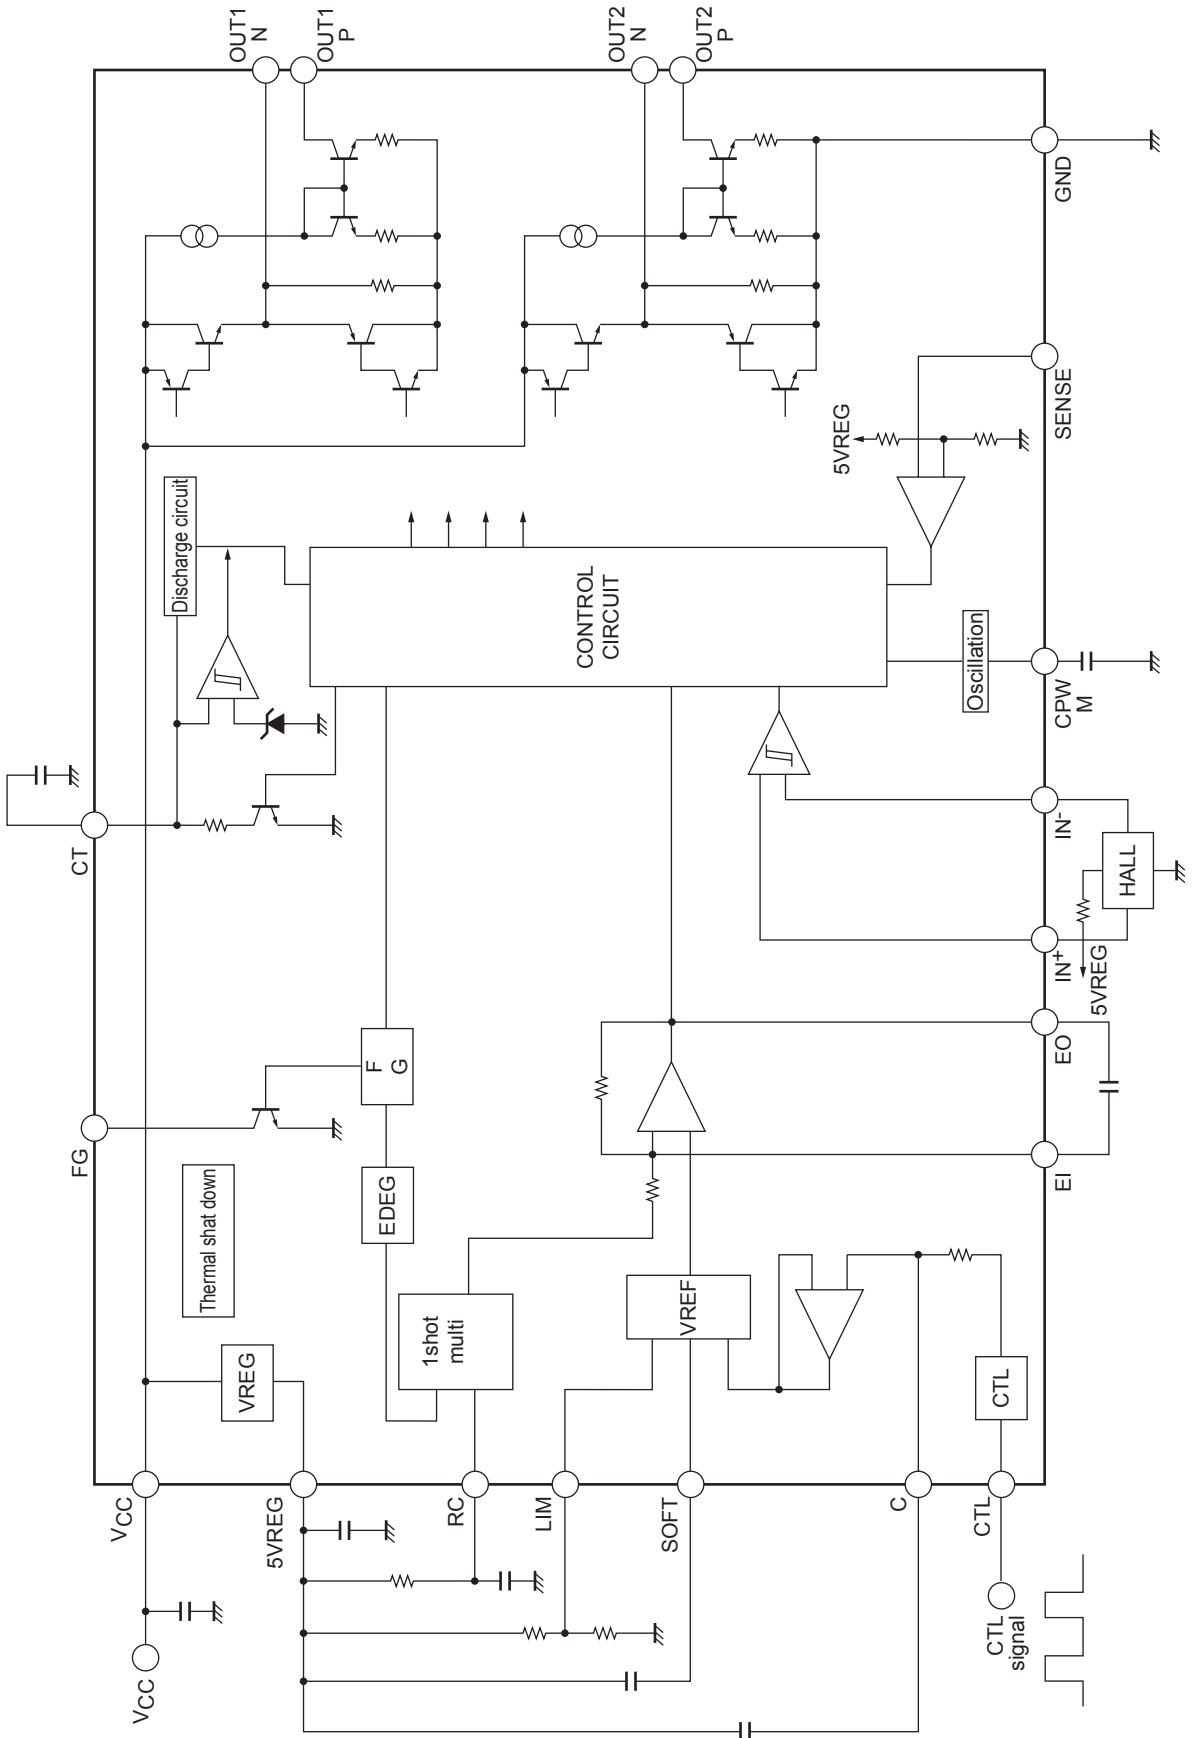 OUT1
N
OUT1
P
OUT2
N
OUT2
P
GND
SENSE
5VREG
Discharge circuit
CONTROL
CIRCUIT
Oscillation
CPW
M
CT
IN-
HALL
IN+
5VREG
F
G
EO
FG
EI
Thermal shat down
EDEG
1shot
multi
VREF
VREG
CTL
VCC
5VREG
RC
LIM
SOFT
C
CTL
VCC
CTL
signal